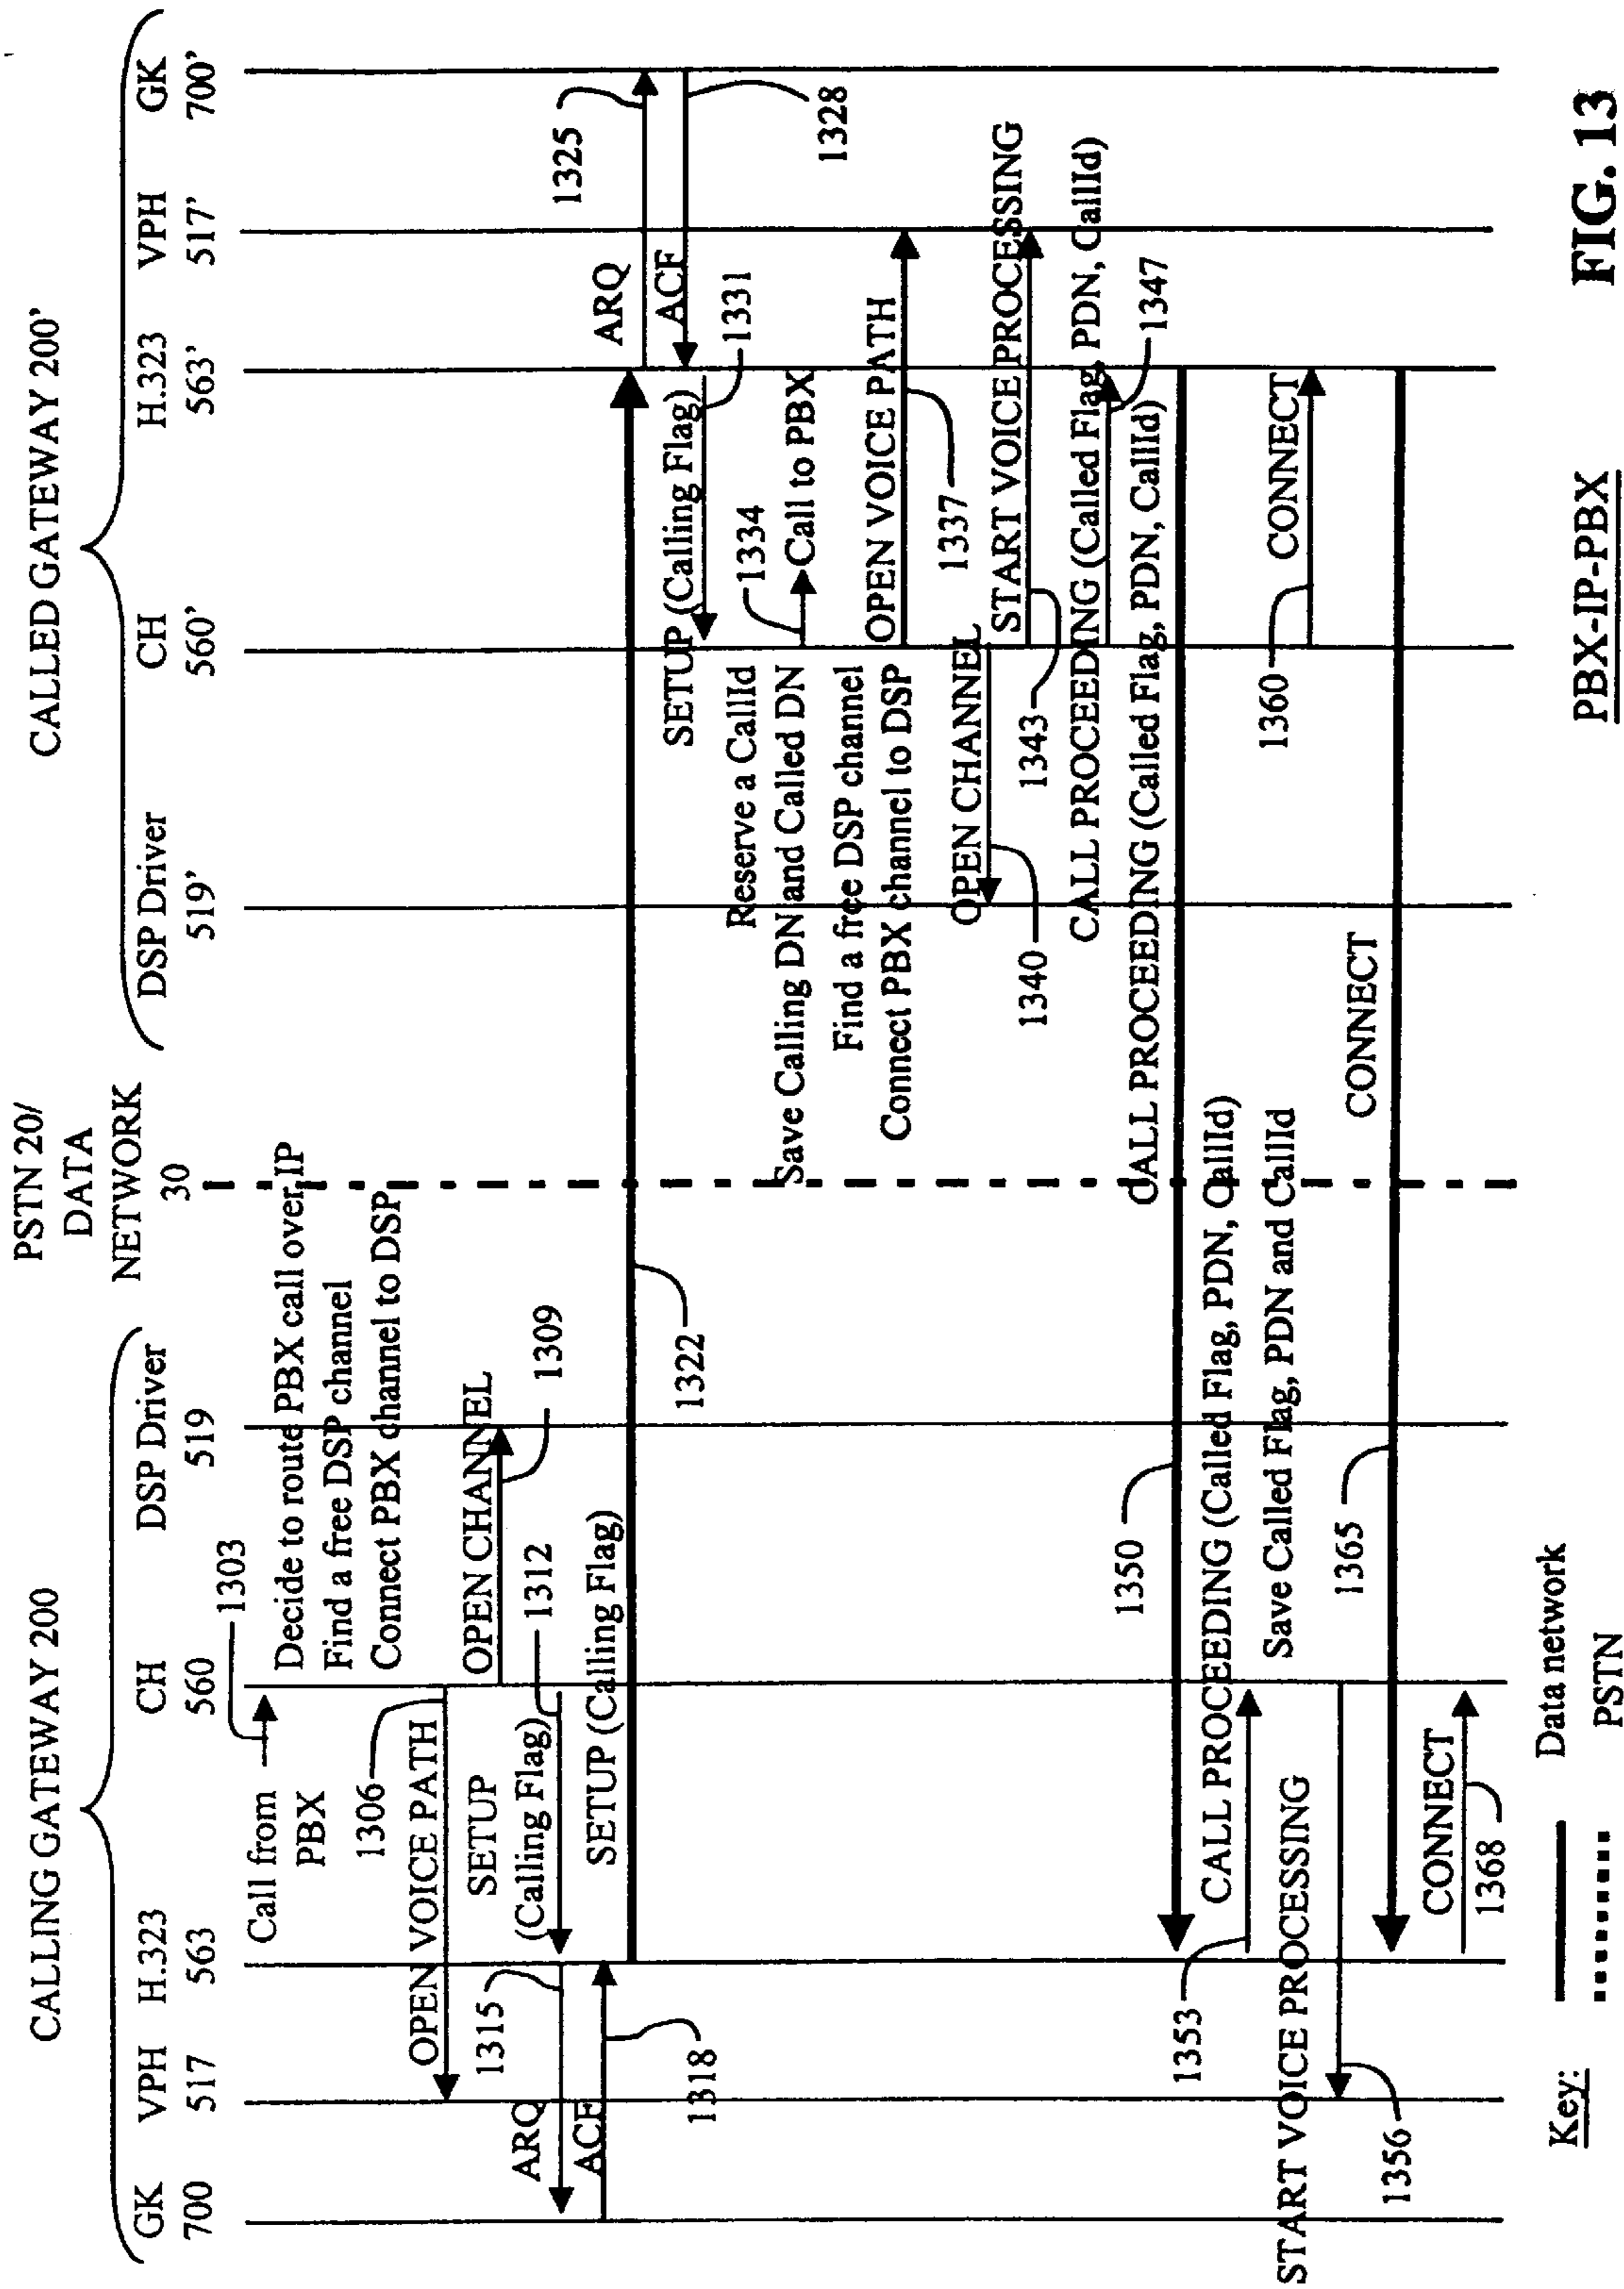 CALLING GATEWAY 200
PSTN 20/
DATA
NETWORK
30
CALLED GATEWAY 200'
GK
700
VPH
517
H.323
563
CH
560
DSP Driver
519
DSP Driver
519'
CH
560'
H.323
563'
VPH
517'
GK
700'
1303
Call from
PBX
Decide to route PBX call over IP
Find a free DSP channel
Connect PBX channel to DSP
1306
OPEN VOICE PATH
OPEN CHANNEL
1309
SETUP
(Calling Flag)
1312
1315
ARQ
ACF
1318
SETUP (Calling Flag)
1322
ARQ
1325
ACF
1328
SETUP (Calling Flag)
1331
Reserve a CallId
Save Calling DN and Called DN
Find a free DSP channel
Connect PBX channel to DSP
1334
Call to PBX
OPEN VOICE PATH
1337
OPEN CHANNEL
1340
START VOICE PROCESSING
1343
CALL PROCEEDING (Called Flag, PDN, CallId)
1347
CALL PROCEEDING (Called Flag, PDN, CallId)
1350
CALL PROCEEDING (Called Flag, PDN, CallId)
1353
Save Called Flag, PDN and CallId
START VOICE PROCESSING
1356
CONNECT
1360
CONNECT
1365
CONNECT
1368
Key:
Data network
PSTN
PBX-IP-PBX
FIG. 13